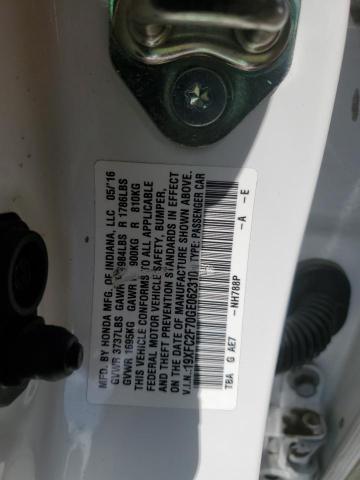 MFD. BY HONDA MFG. OF INDIANA, LLC 05/16
GVWR 3737LBS GAWR F 1984LBS R 1786LBS
GVWR 1695KG GAWR F 900KG R 810KG
THIS VEHICLE CONFORMS TO ALL APPLICABLE
FEDERAL MOTOR VEHICLE SAFETY, BUMPER,
AND THEFT PREVENTION STANDARDS IN EFFECT
ON THE DATE OF MANUFACTURE SHOWN ABOVE.
V.I.N.:19XFC2F70GE062310 TYPE: PASSENGER CAR
TBA G AE7 -NH788P -A -E